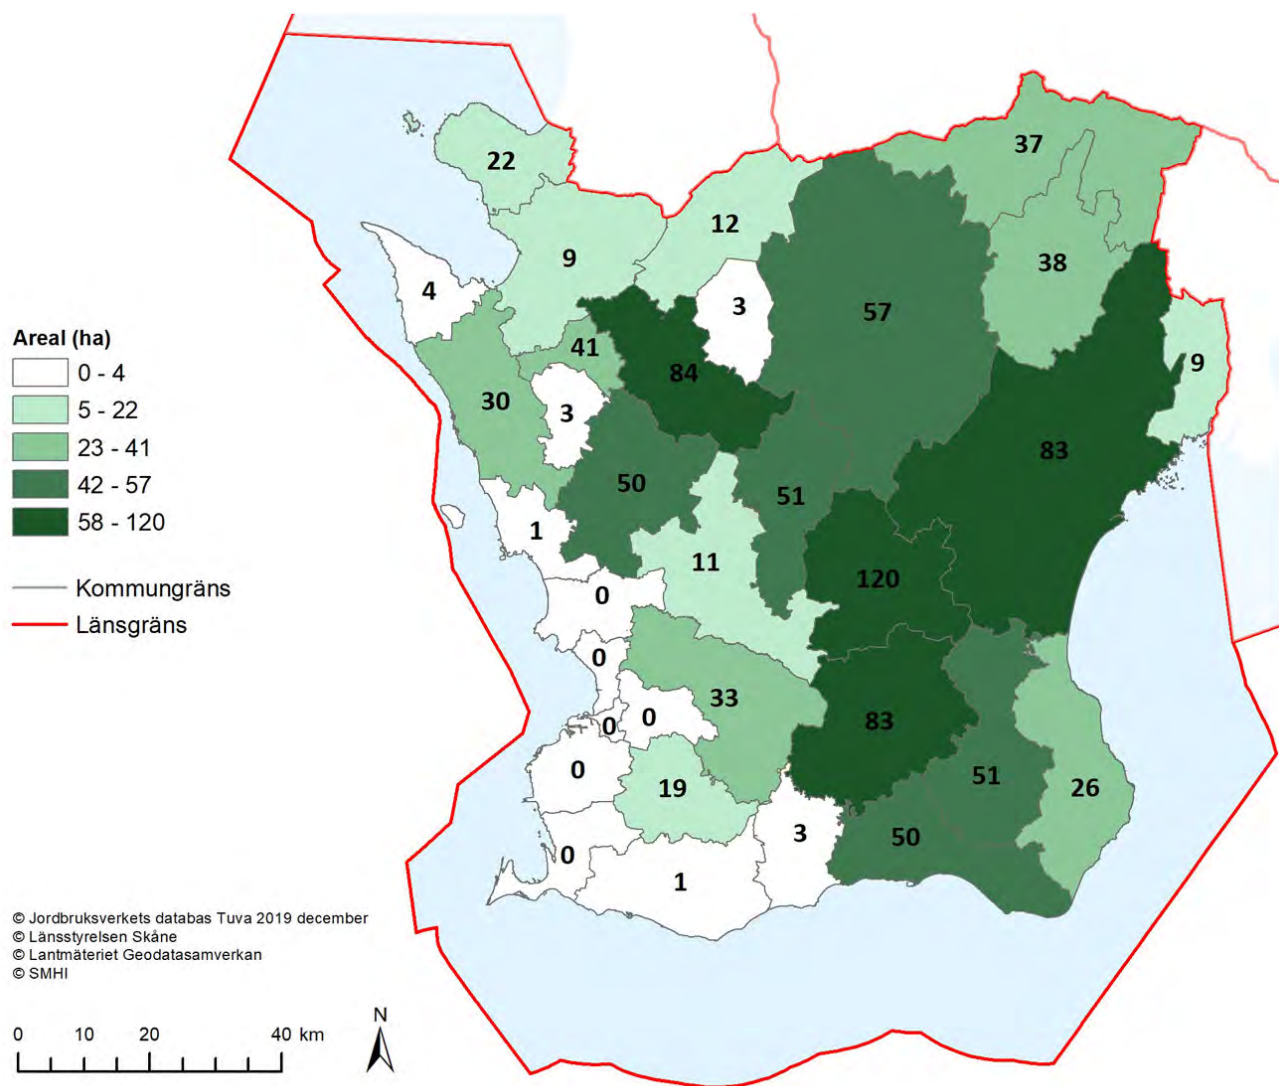 37
22
12
9
38
4
3
57
Areal (ha)
0 - 4
5 - 22
23 - 41
42 - 57
58 - 120
Kommungräns
Länsgräns
41
84
9
30
3
83
50
51
1
11
120
0
0
33
0
0
83
0
19
51
26
3
50
0
1
© Jordbruksverkets databas Tuva 2019 december
© Länsstyrelsen Skåne
© Lantmäteriet Geodatasamverkan
© SMHI
N
0 10 20 40 km